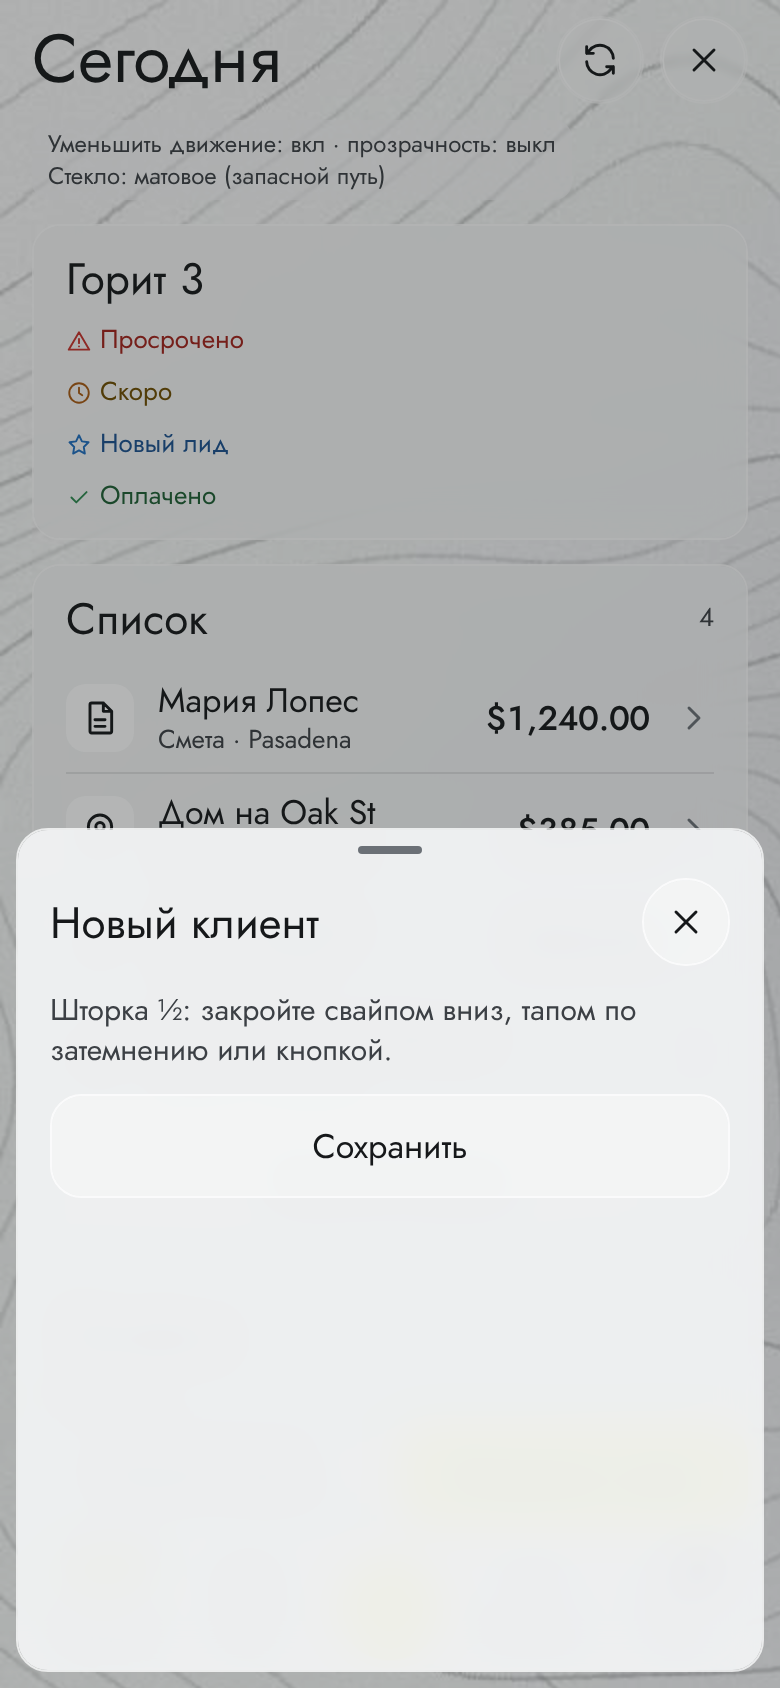 Сегодня
Уменьшить движение: вкл · прозрачность: выкл
Стекло: матовое (запасной путь)
Горит 3
Просрочено
Скоро
Новый лид
Оплачено
Список 4
Мария Лопес $1,240.00
Смета · Pasadena
Дом на Oak St $385.00
Новый клиент
Шторка ½: закройте свайпом вниз, тапом по
затемнению или кнопкой.
Сохранить